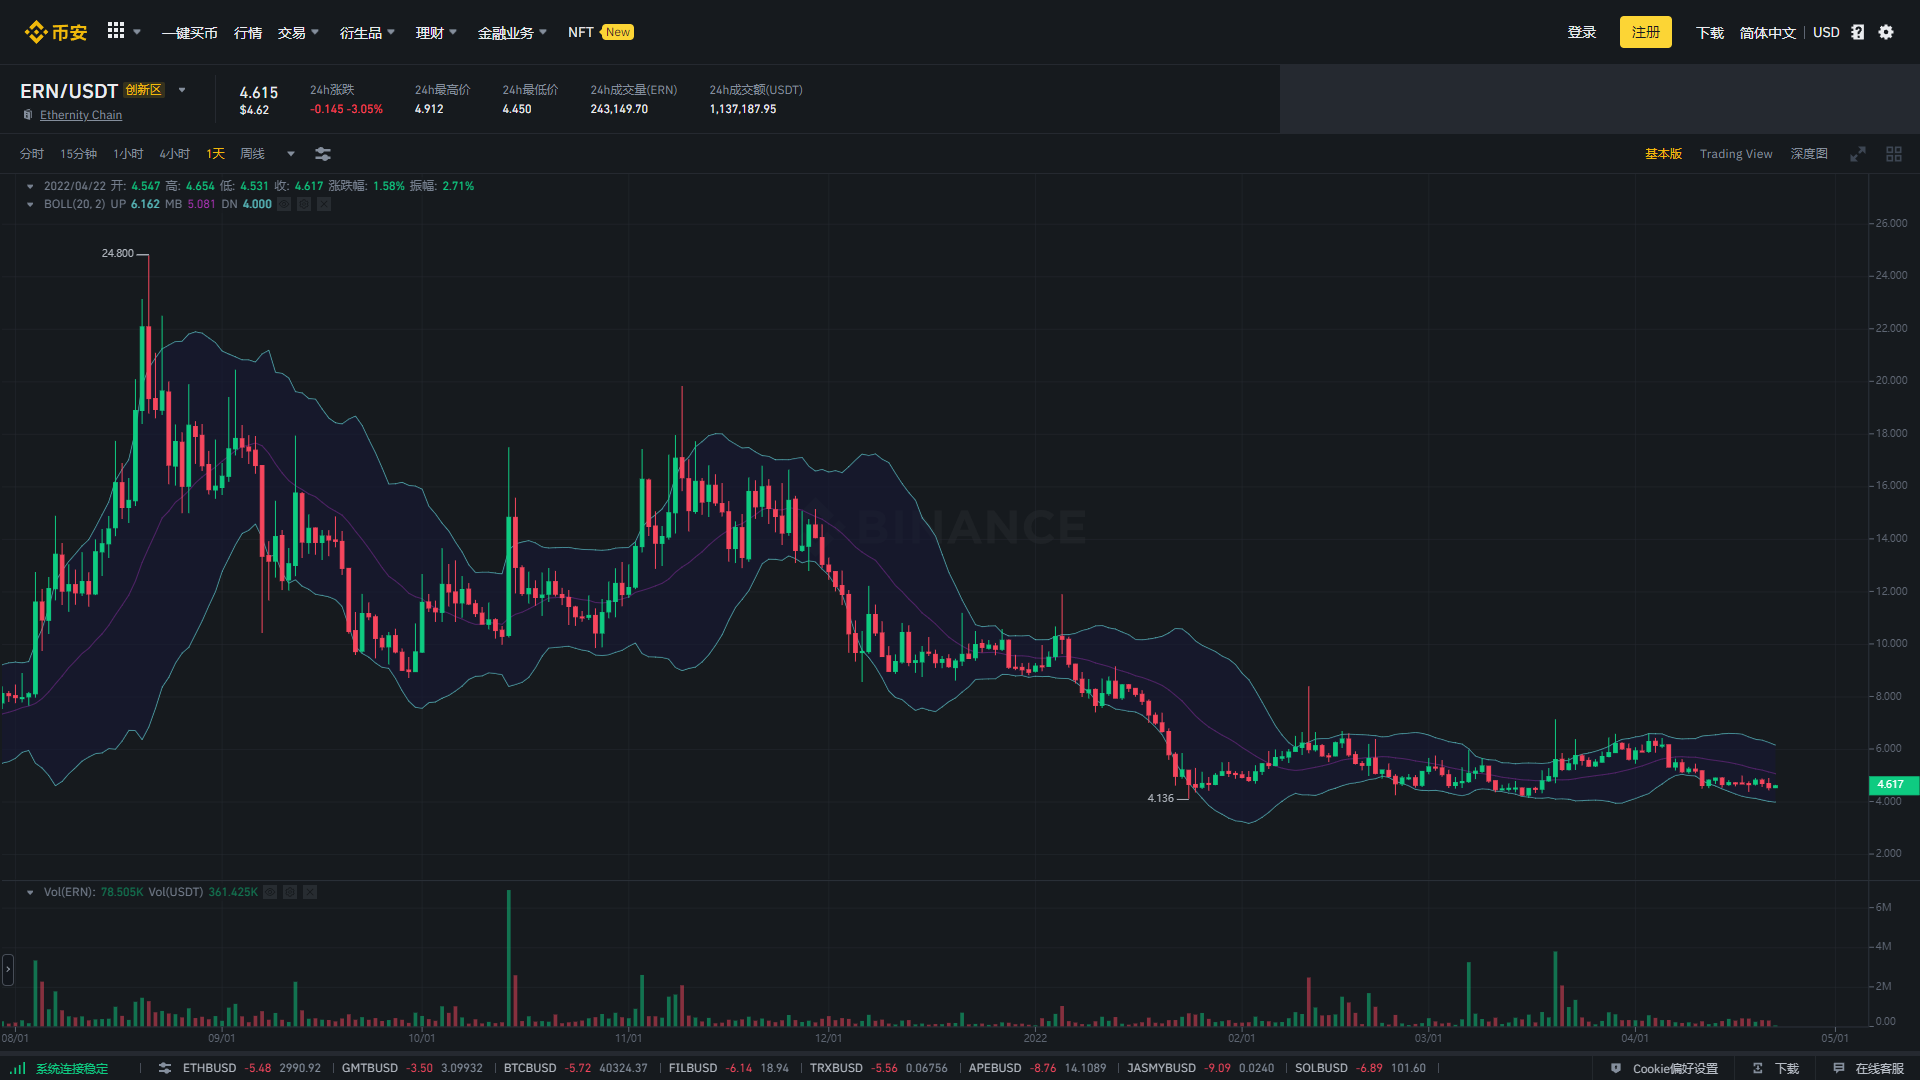 币安 一键买币 行情 交易 衍生品 理财 金融业务 NFT New 登录 注册 下载 简体中文 USD
ERN/USDT 创新区
Ethernity Chain
4.615
$4.62
24h涨跌
-0.145 -3.05%
24h最高价
4.912
24h最低价
4.450
24h成交量(ERN)
243,149.70
24h成交额(USDT)
1,137,187.95
分时 15分钟 1小时 4小时 1天 周线 基本版 Trading View 深度图
2022/04/22 开: 4.547 高: 4.654 低: 4.531 收: 4.617 涨跌幅: 1.58% 振幅: 2.71%
BOLL(20, 2) UP 6.162 MB 5.081 DN 4.000
26.000
24.800
24.000
22.000
20.000
18.000
16.000
BINANCE
14.000
12.000
10.000
8.000
6.000
4.617
4.136
4.000
2.000
Vol(ERN): 78.505K Vol(USDT) 361.425K
6M
4M
2M
0.00
08/01 09/01 10/01 11/01 12/01 2022 02/01 03/01 04/01 05/01
系统连接稳定 ETHBUSD -5.48 2990.92 GMTBUSD -3.50 3.09932 BTCBUSD -5.72 40324.37 FILBUSD -6.14 18.94 TRXBUSD -5.56 0.06756 APEBUSD -8.76 14.1089 JASMYBUSD -9.09 0.0240 SOLBUSD -6.89 101.60 Cookie偏好设置 下载 在线客服